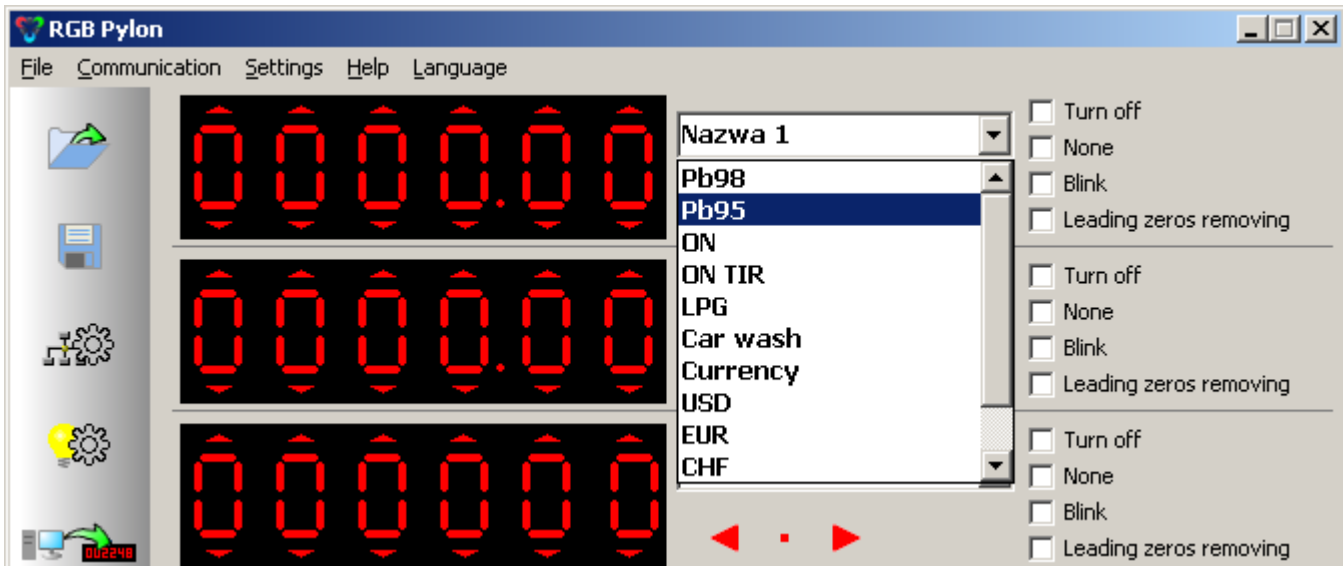 RGB Pylon
File Communication Settings Help Language
0000.00
Nazwa 1
Turn off
None
Blink
Leading zeros removing
Pb98
Pb95
ON
ON TIR
LPG
Car wash
Currency
USD
EUR
CHF
0000.00
Turn off
None
Blink
Leading zeros removing
000000
Turn off
None
Blink
Leading zeros removing
002248